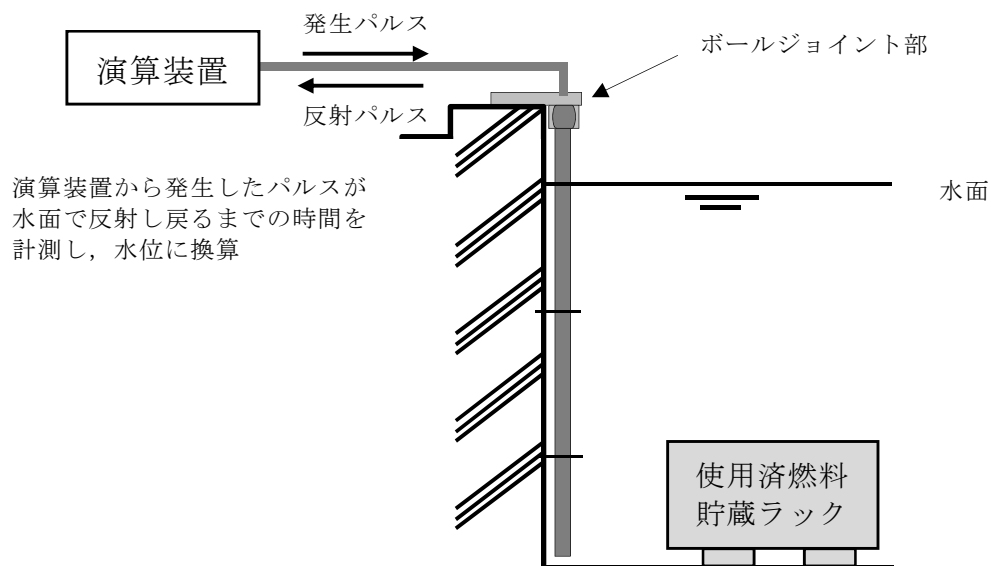 発生パルス
ボールジョイント部
演算装置
反射パルス
演算装置から発生したパルスが
水面で反射し戻るまでの時間を
計測し,水位に換算
水面
使用済燃料
貯蔵ラック